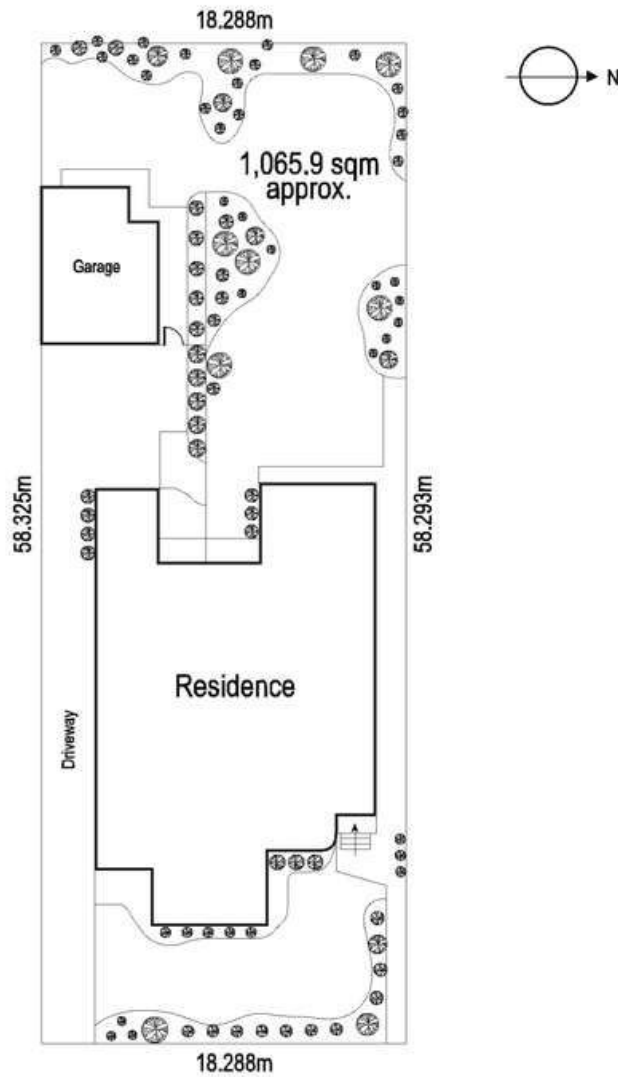 18.288m
N
1,065.9 sqm
approx.
Garage
58.325m
58.293m
Residence
Driveway
18.288m